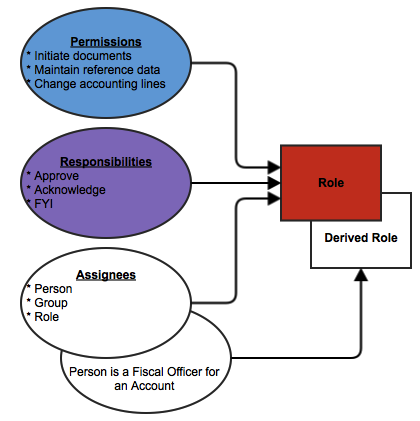 Permissions
* Initiate documents
* Maintain reference data
* Change accounting lines
Responsibilities
* Approve
* Acknowledge
* FYI
Role
Derived Role
Assignees
* Person
* Group
* Role
Person is a Fiscal Officer for
an Account